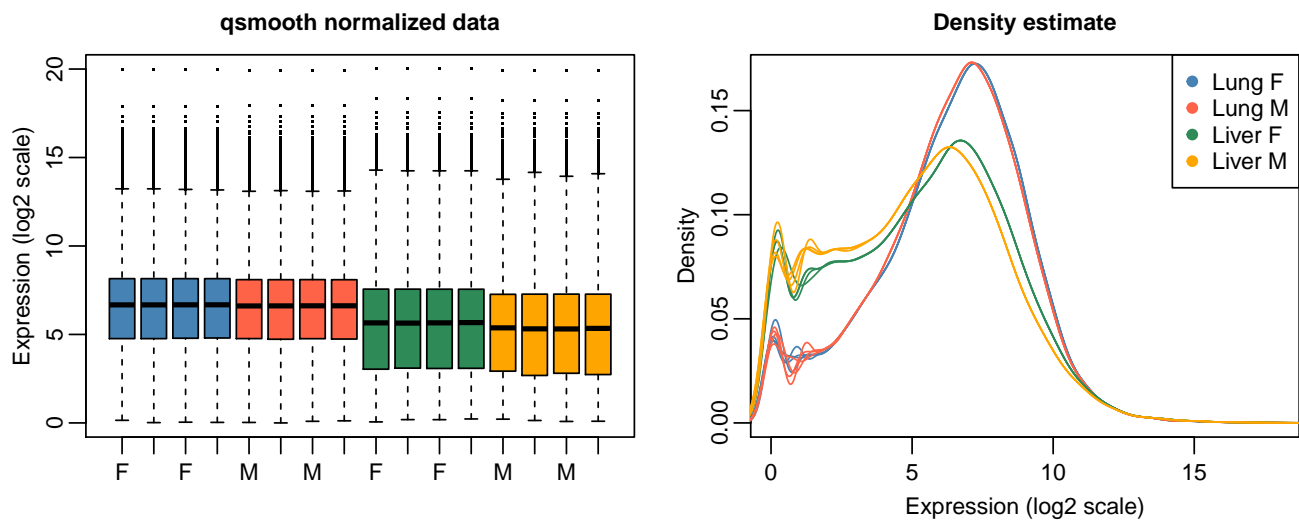 qsmooth normalized data
Expression (log2 scale)
20
15
10
5
0
F F M M F F M M
Density estimate
Density
0.15
0.10
0.05
0.00
Lung F
Lung M
Liver F
Liver M
0 5 10 15
Expression (log2 scale)